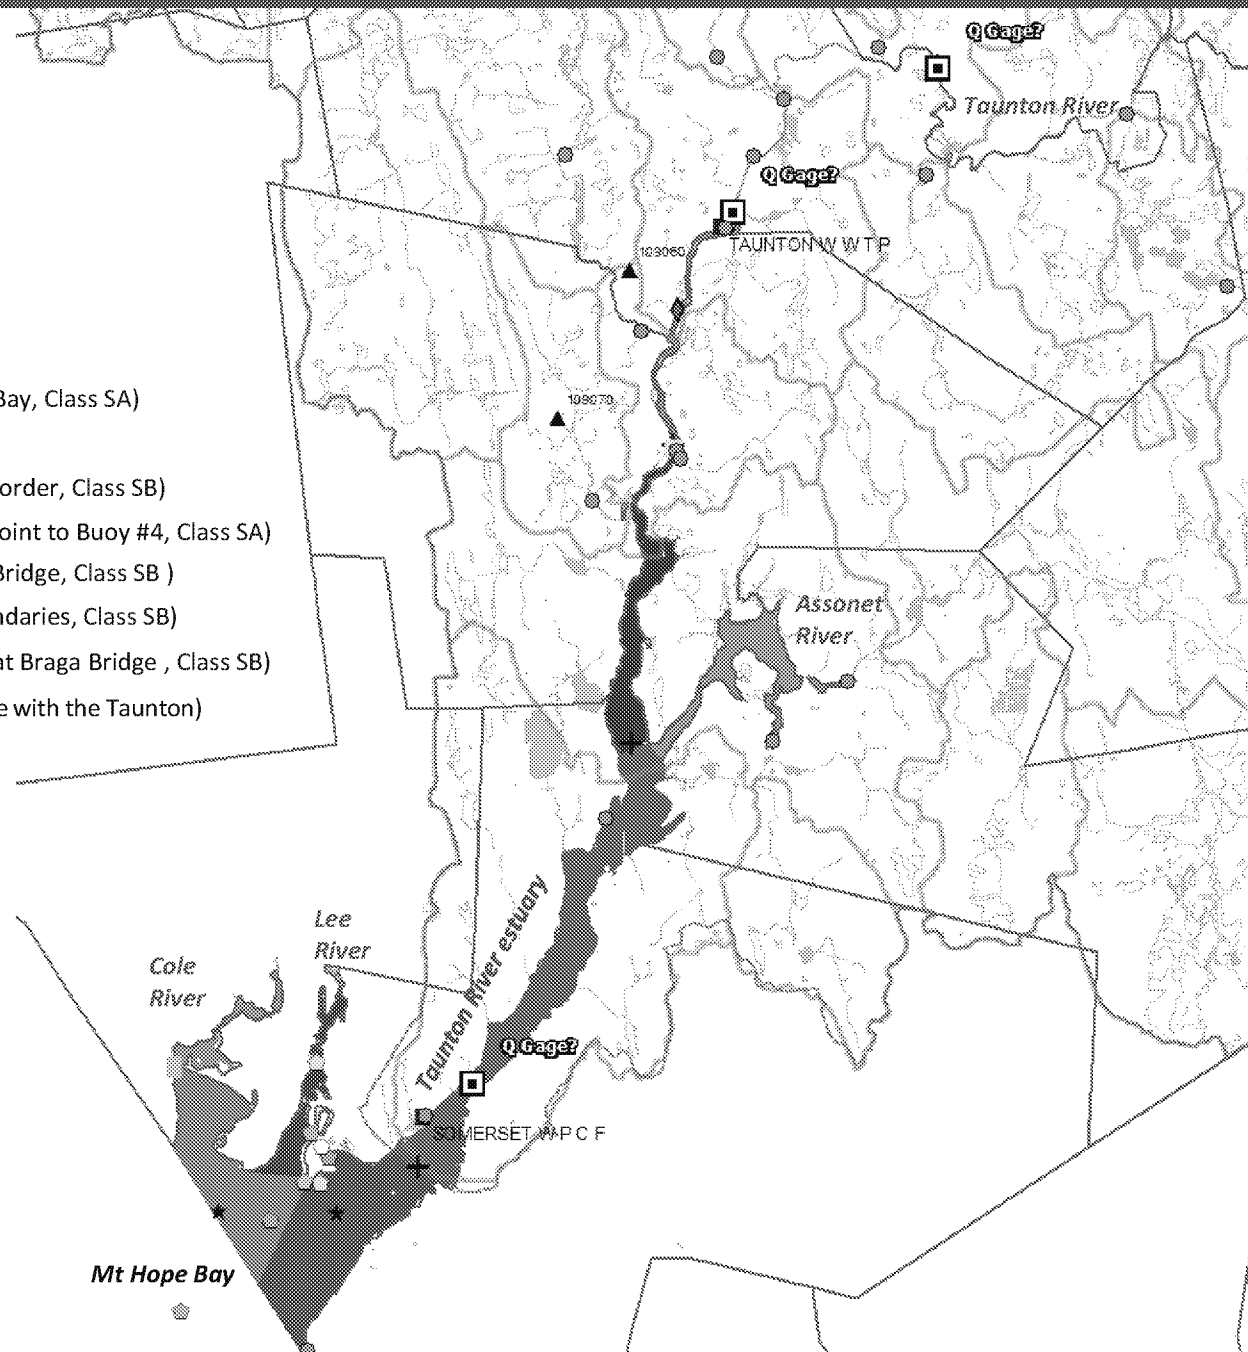 Q Gage?
Taunton River
Q Gage?
TAUNTON W W T P
109060
109070
Bay, Class SA)
order, Class SB)
oint to Buoy #4, Class SA)
Bridge, Class SB )
ndaries, Class SB)
at Braga Bridge , Class SB)
e with the Taunton)
Assonet
River
Lee
River
Cole
River
Taunton River estuary
Q Gage?
SOMERSET W P C F
Mt Hope Bay